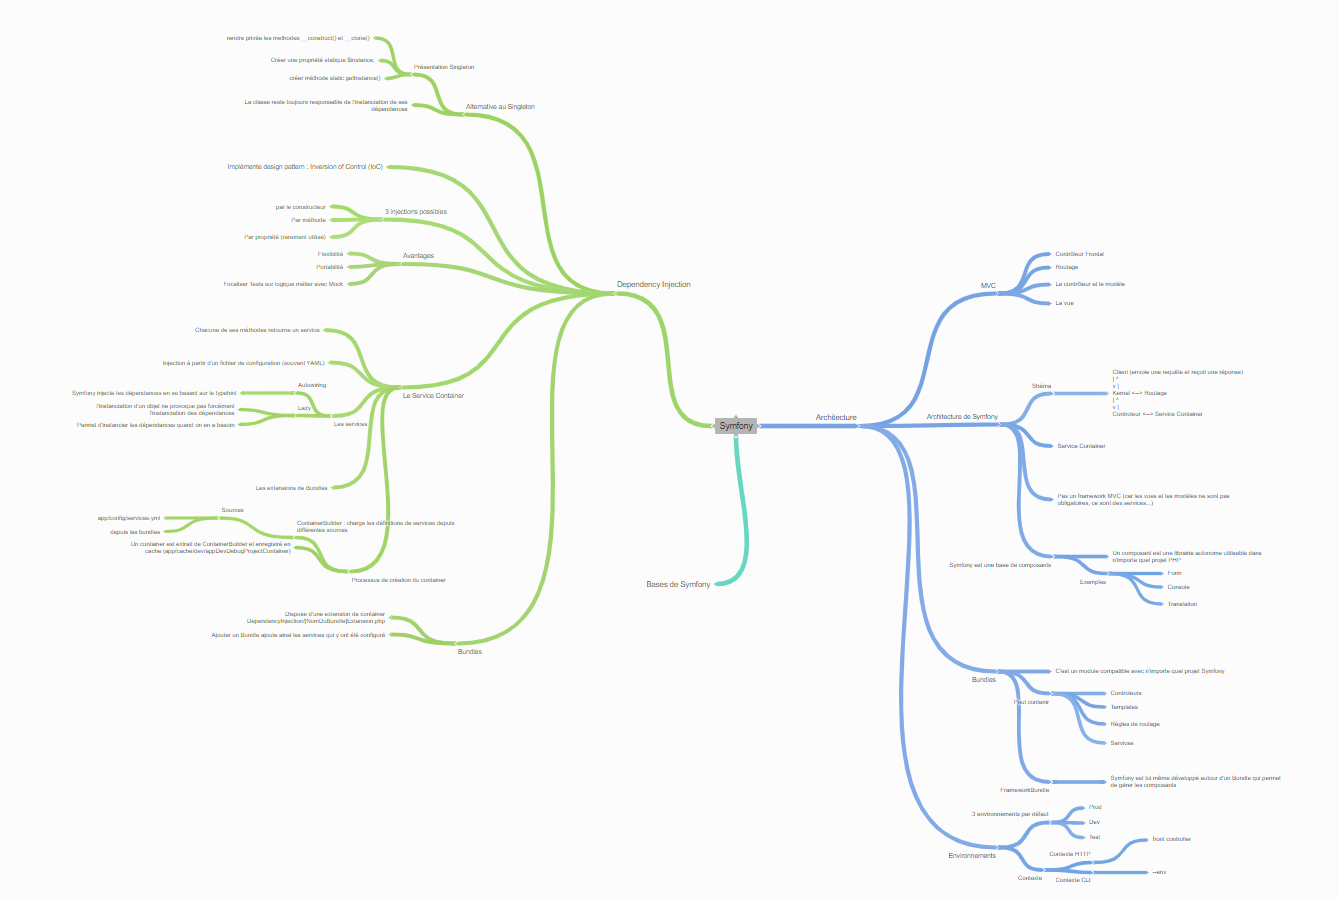 rendre privée les methodes __construct() et __clone()
Créer une propriété statique $instance;
créer méthode static getInstance()
Présentation Singleton
La classe reste toujours responsable de l'instanciation de ses
dépendances
Alternative au Singleton
Implémente design pattern : Inversion of Control (IoC)
par le constructeur
Par méthode
Par propriété (rarement utilisé)
3 injections possibles
Flexibilité
Portabilité
Focaliser Tests sur logique métier avec Mock
Avantages
Dependency Injection
Chacune de ses méthodes retourne un service
Injection à partir d'un fichier de configuration (souvent YAML)
Autowiring
Symfony injecte les dépendances en se basant sur le typehint
l'instanciation d'un objet ne provoque pas forcément
l'instanciation des dépendances
Lazy
Permet d'instancier les dépendances quand on en a besoin
Les services
Le Service Container
Les extensions de Bundles
Sources
app/config/services.yml
depuis les bundles
ContainerBuilder : charge les définitions de services depuis
différentes sources
Un container est extrait de ContainerBuilder et enregistré en
cache (app/cache/dev/appDevDebugProjectContainer)
Processus de création du container
Dispose d'une extension de container
DependencyInjection/[NomDuBundle]Extension.php
Ajouter un Bundle ajoute ainsi les services qui y ont été configuré
Bundles
Symfony
Bases de Symfony
Architecture
MVC
Contrôleur Frontal
Routage
Le contrôleur et le modèle
La vue
Architecture de Symfony
Shéma
Client (envoie une requête et reçoit une réponse)
| ^
v |
Kernel <--> Routage
| ^
v |
Controleur <--> Service Container
Service Container
Pas un framework MVC (car les vues et les modèles ne sont pas
obligatoires, ce sont des services...)
Symfony est une base de composants
Un composant est une librairie autonome utilisable dans
n'importe quel projet PHP
Exemples
Form
Console
Translation
Bundles
C'est un module compatible avec n'importe quel projet Symfony
Peut contenir
Controleurs
Templates
Règles de routage
Services
FrameworkBundle
Symfony est lui même développé autour d'un Bundle qui permet
de gérer les composants
Environnements
3 environnements par défaut
Prod
Dev
Test
Contexte
Contexte HTTP
front controller
Contexte CLI
--env